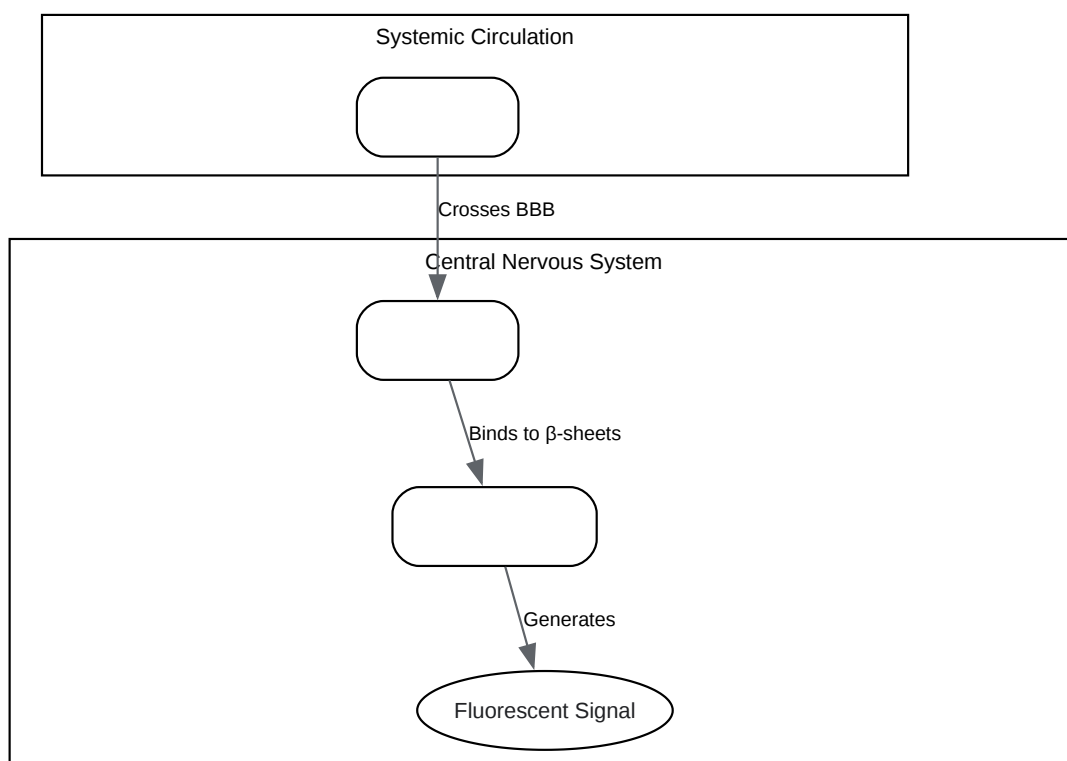 Systemic Circulation
Crosses BBB
Central Nervous System
Binds to β-sheets
Generates
Fluorescent Signal